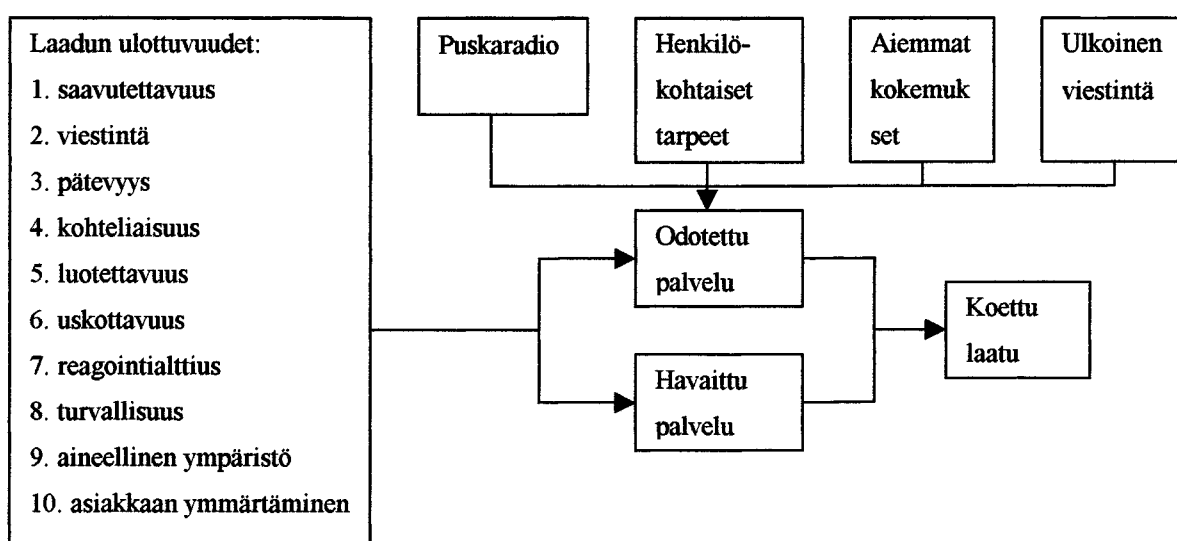 Laadun ulottuvuudet:
1. saavutettavuus
2. viestintä
3. pätevyys
4. kohteliaisuus
5. luotettavuus
6. uskottavuus
7. reagointialttius
8. turvallisuus
9. aineellinen ympäristö
10. asiakkaan ymmärtäminen
Puskaradio
Henkilö-
kohtaiset
tarpeet
Aiemmat
kokemuk
set
Ulkoinen
viestintä
Odotettu
palvelu
Havaittu
palvelu
Koettu
laatu